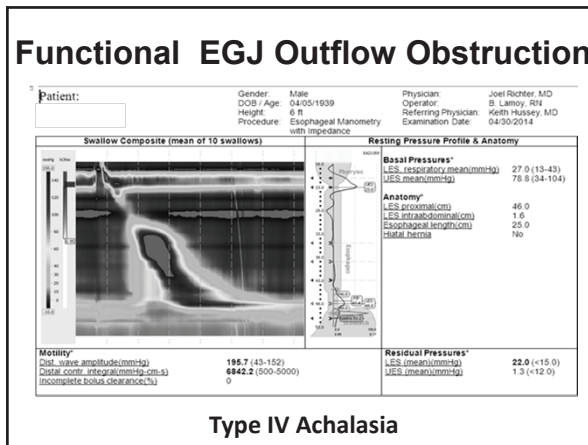 Functional EGJ Outflow Obstruction
Patient:
Gender: Male
DOB / Age: 04/05/1939
Height: 6 ft
Procedure: Esophageal Manometry with Impedance
Physician: Joel Richter, MD
Operator: B. Lamoy, RN
Referring Physician: Keith Hussey, MD
Examination Date: 04/30/2014
Swallow Composite (mean of 10 swallows)
Resting Pressure Profile & Anatomy
Pharynx
Esophagus
Basal Pressures*
LES, respiratory mean(mmHg) 27.0 (13-43)
UES mean(mmHg) 78.8 (34-104)
Anatomy*
LES proximal(cm) 46.0
LES intraabdominal(cm) 1.6
Esophageal length(cm) 25.0
Hiatal hernia No
Motility*
Dist. wave amplitude(mmHg) 195.7 (43-152)
Distal contr. integral(mmHg-cm-s) 6842.2 (500-5000)
Incomplete bolus clearance(%) 0
Residual Pressures*
LES (mean)(mmHg) 22.0 (<15.0)
UES (mean)(mmHg) 1.3 (<12.0)
Type IV Achalasia